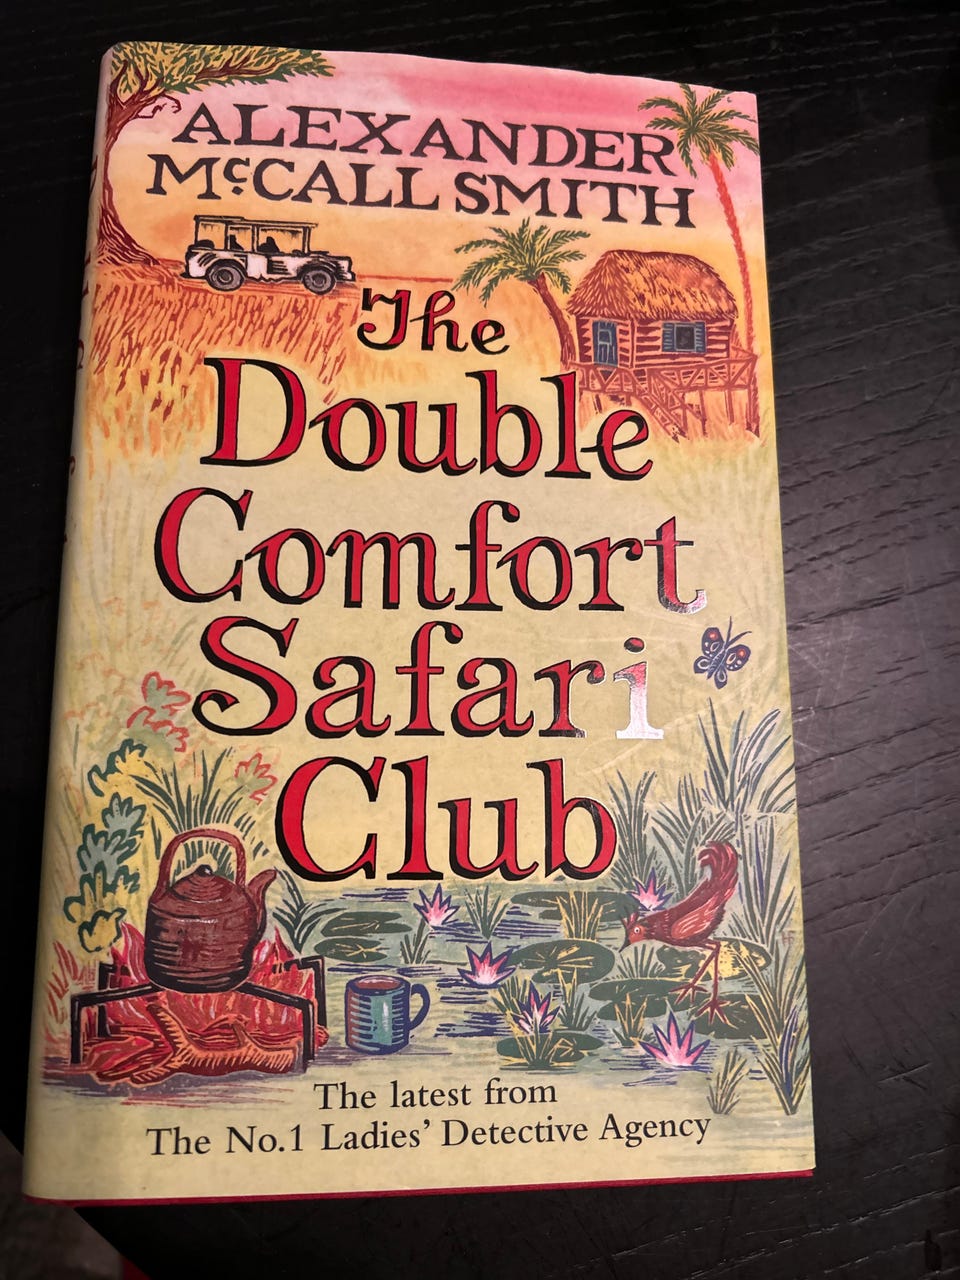 ALEXANDER
McCALL SMITH
The
Double
Comfort
Safari
Club
The latest from
The No.1 Ladies' Detective Agency